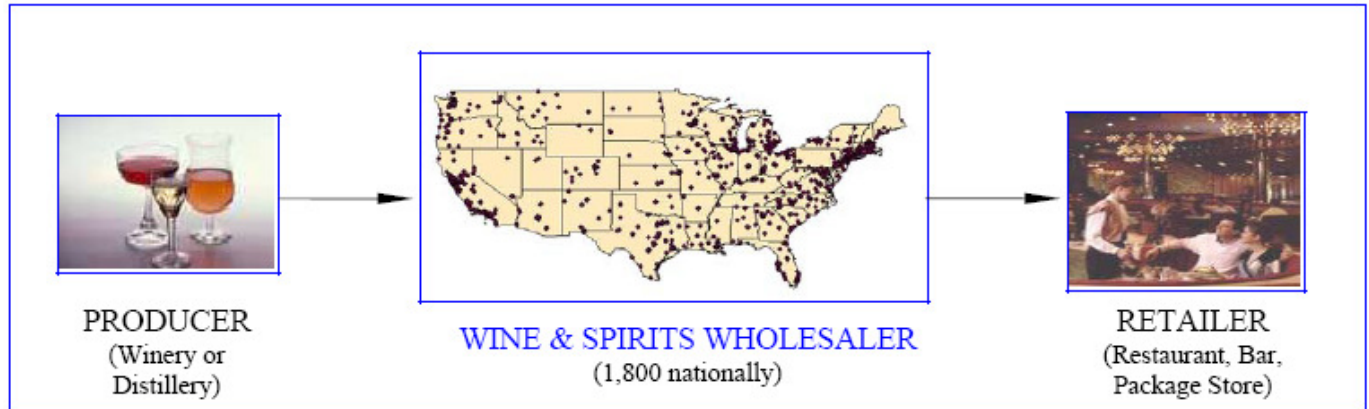 PRODUCER
(Winery or
Distillery)
WINE & SPIRITS WHOLESALER
(1,800 nationally)
RETAILER
(Restaurant, Bar,
Package Store)